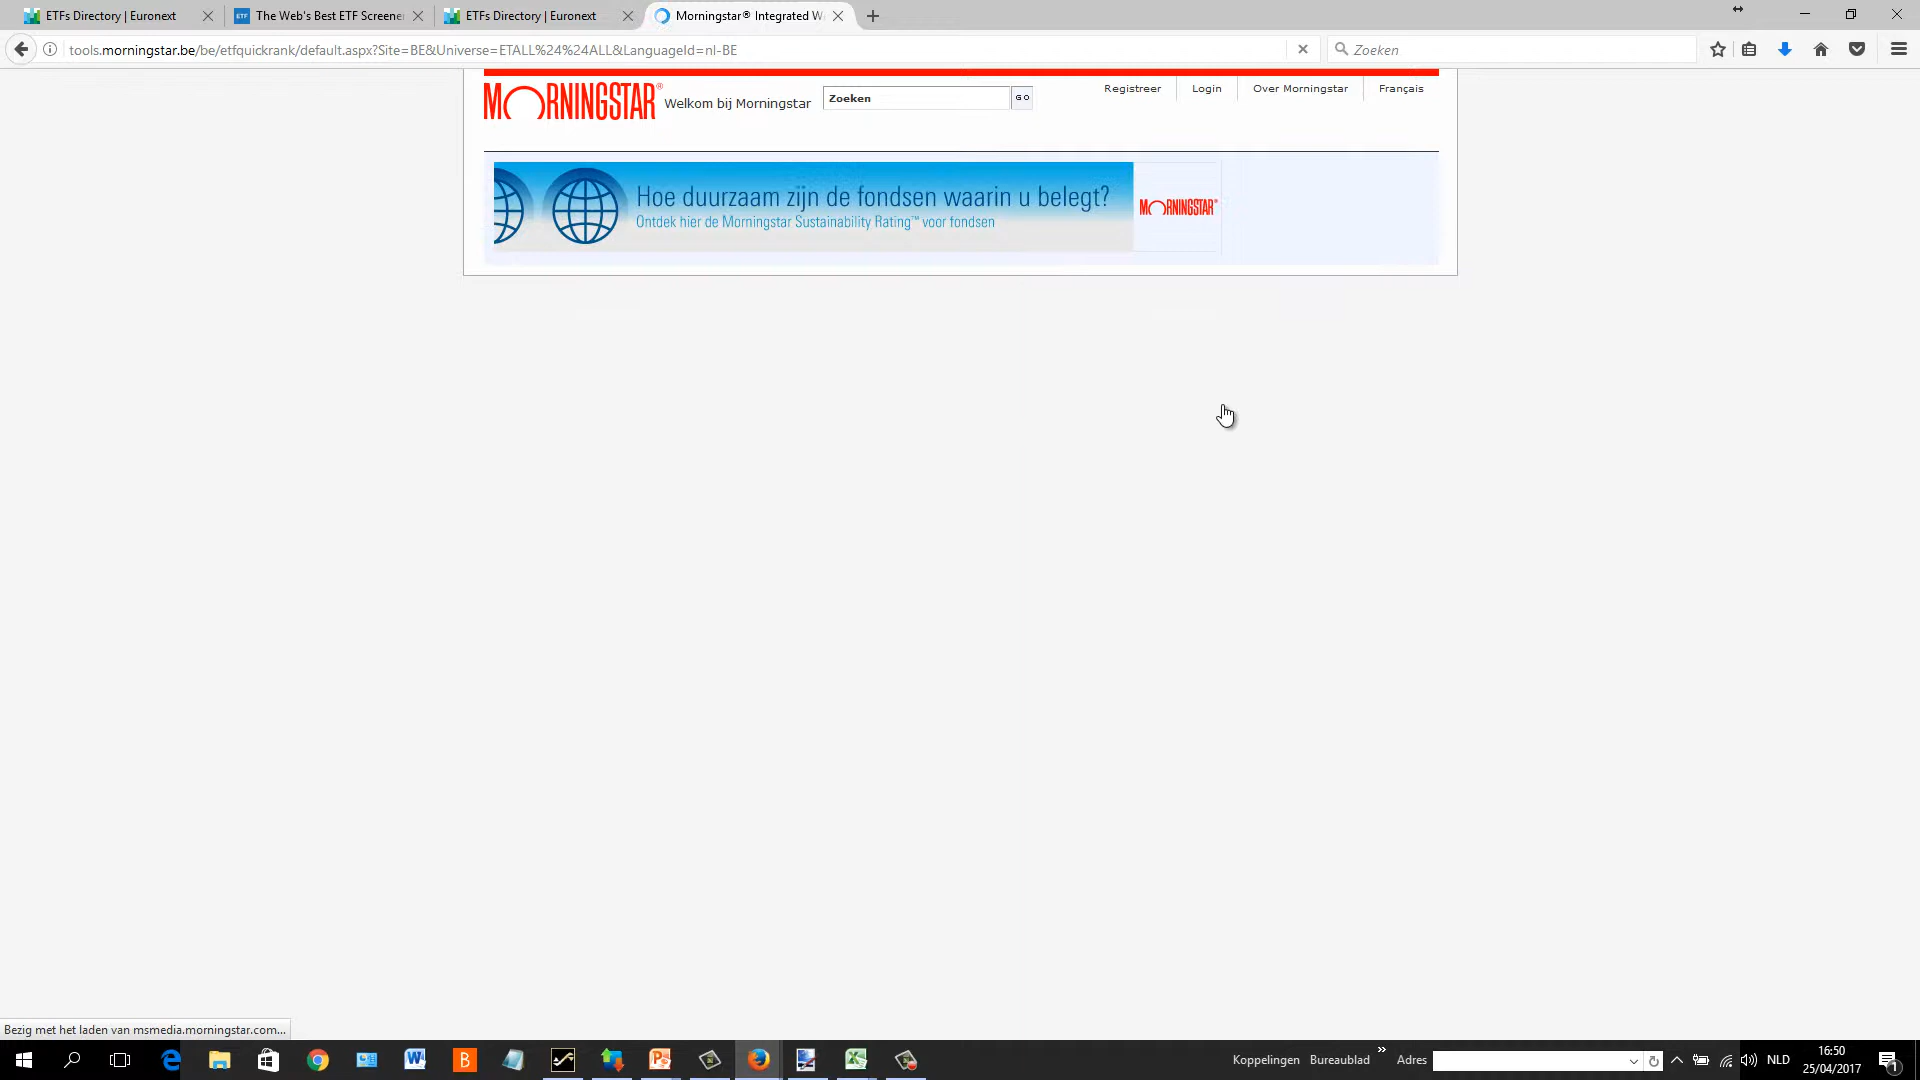 ETFs Directory | Euronext
The Web's Best ETF Screener
ETFs Directory | Euronext
Morningstar® Integrated W
tools.morningstar.be/be/etfquickrank/default.aspx?Site=BE&Universe=ETALL%24%24ALL&LanguageId=nl-BE
Zoeken
MORNINGSTAR®
Welkom bij Morningstar
Zoeken
GO
Registreer
Login
Over Morningstar
Français
Hoe duurzaam zijn de fondsen waarin u belegt?
Ontdek hier de Morningstar Sustainability Rating™ voor fondsen
MORNINGSTAR®
Bezig met het laden van msmedia.morningstar.com...
Koppelingen
Bureaublad
»
Adres
NLD
16:50
25/04/2017
1